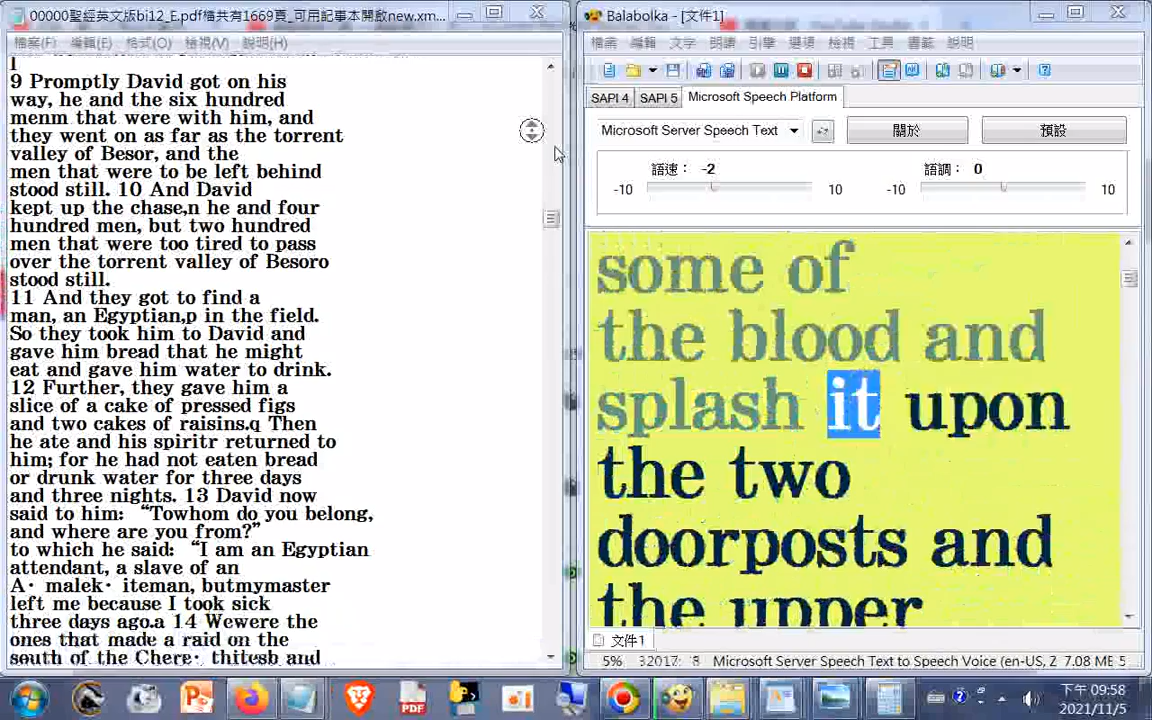 00000聖經英文版bi12_E.pdf檔共有1669頁_可用記事本開啟new.xm...
檔案(F) 編輯(E) 格式(O) 檢視(V) 說明(H)
9 Promptly David got on his
way, he and the six hundred
menm that were with him, and
they went on as far as the torrent
valley of Besor, and the
men that were to be left behind
stood still. 10 And David
kept up the chase,n he and four
hundred men, but two hundred
men that were too tired to pass
over the torrent valley of Besoro
stood still.
11 And they got to find a
man, an Egyptian,p in the field.
So they took him to David and
gave him bread that he might
eat and gave him water to drink.
12 Further, they gave him a
slice of a cake of pressed figs
and two cakes of raisins.q Then
he ate and his spiritr returned to
him; for he had not eaten bread
or drunk water for three days
and three nights. 13 David now
said to him: “Towhom do you belong,
and where are you from?”
to which he said: “I am an Egyptian
attendant, a slave of an
A· malek· iteman, butmymaster
left me because I took sick
three days ago.a 14 Wewere the
ones that made a raid on the
south of the Chere· thitesb and
Balabolka - [文件1]
檔案 編輯 文字 朗讀 引擎 選項 檢視 工具 書籤 說明
SAPI 4 SAPI 5 Microsoft Speech Platform
Microsoft Server Speech Text 關於 預設
語速: -2 語調: 0
-10 10 -10 10
some of
the blood and
splash it upon
the two
doorposts and
the upper
文件1
5% 32017: 8 Microsoft Server Speech Text to Speech Voice (en-US, 2 7.08 MB 5
PDF
下午 09:58
2021/11/5